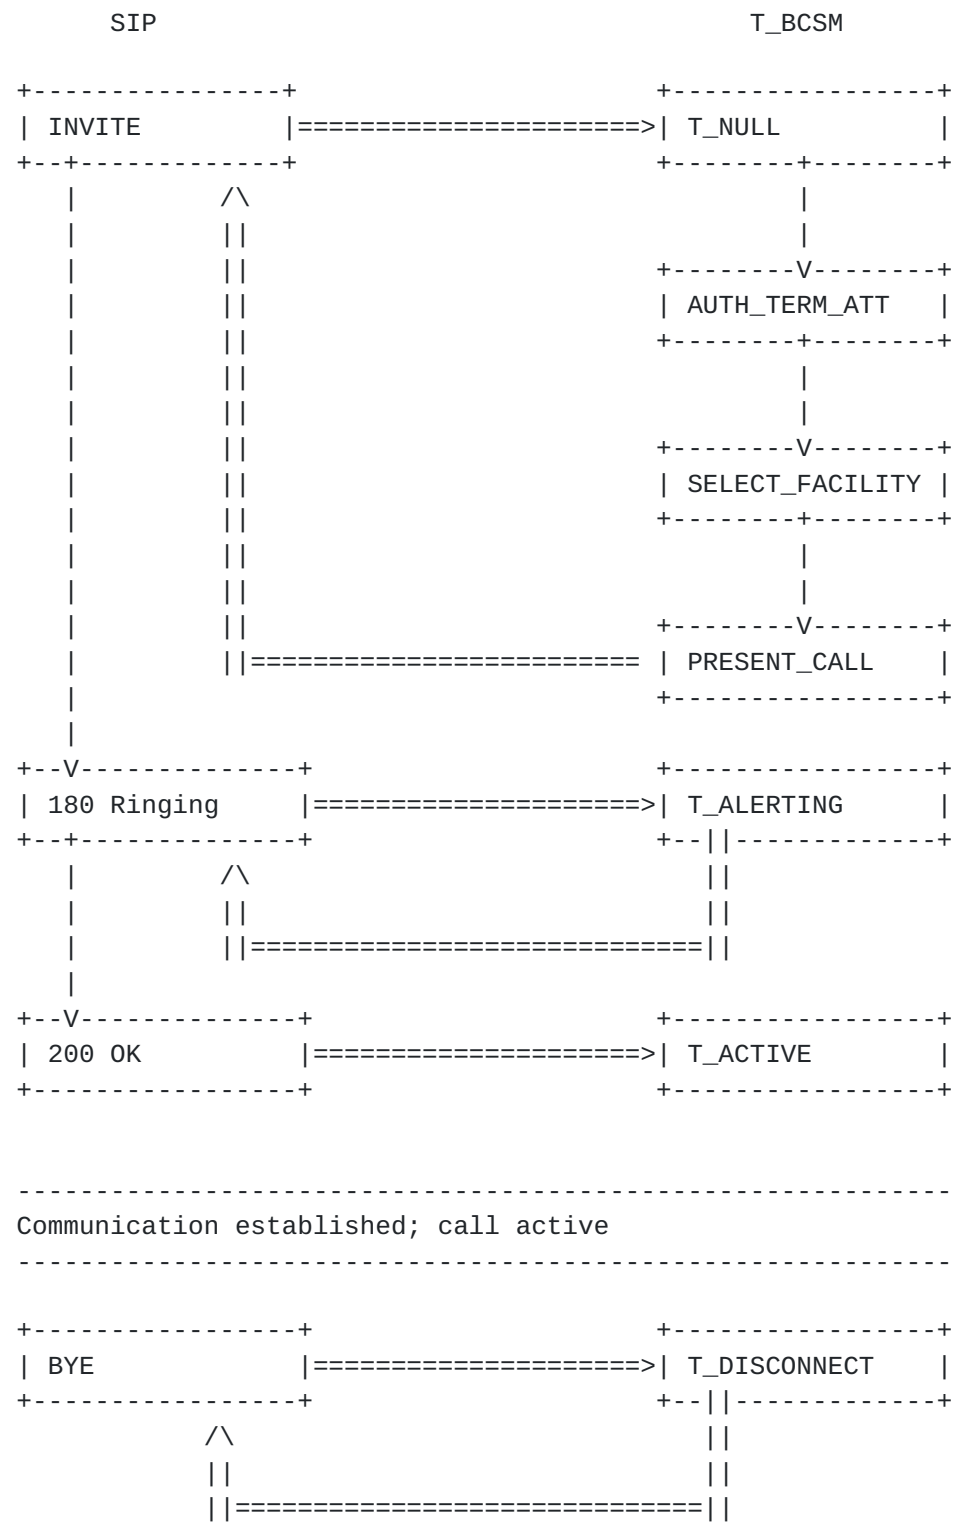 SIP T_BCSM
INVITE T_NULL
AUTH_TERM_ATT
SELECT_FACILITY
PRESENT_CALL
180 Ringing T_ALERTING
200 OK T_ACTIVE
Communication established; call active
BYE T_DISCONNECT